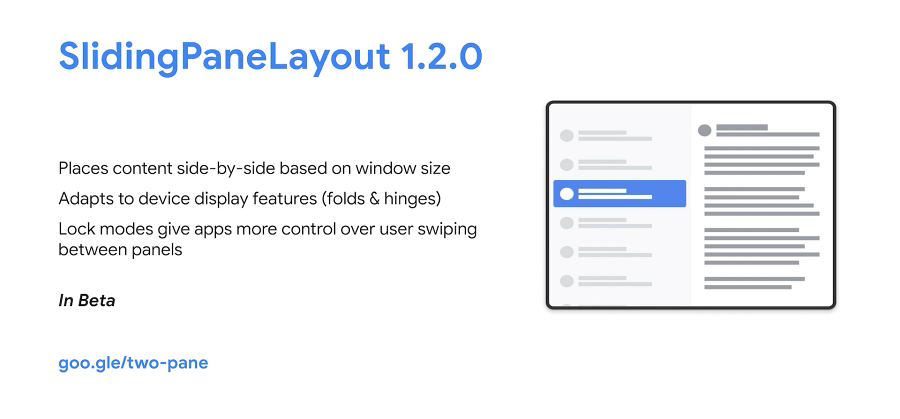 SlidingPaneLayout 1.2.0
Places content side-by-side based on window size
Adapts to device display features (folds & hinges)
Lock modes give apps more control over user swiping
between panels
In Beta
goo.gle/two-pane